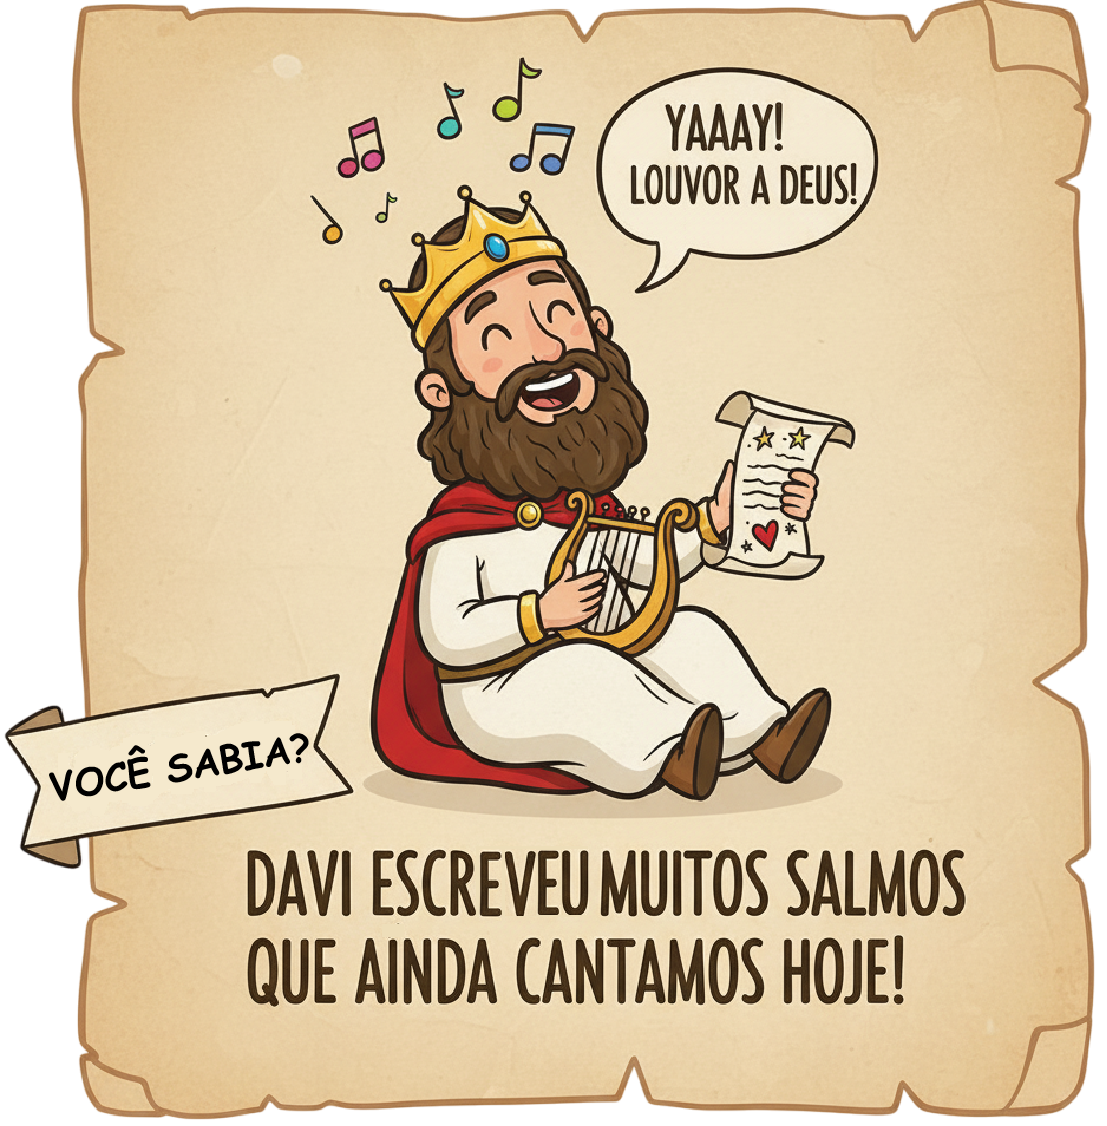 YAAAY!
LOUVOR A DEUS!
VOCÊ SABIA?
DAVI ESCREVEU MUITOS SALMOS
QUE AINDA CANTAMOS HOJE!